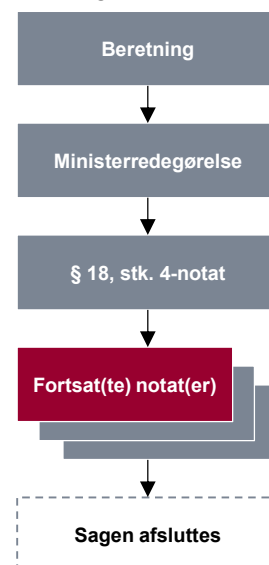 Beretning
Ministerredegørelse
§ 18, stk. 4-notat
Fortsat(te) notat(er)
Sagen afsluttes